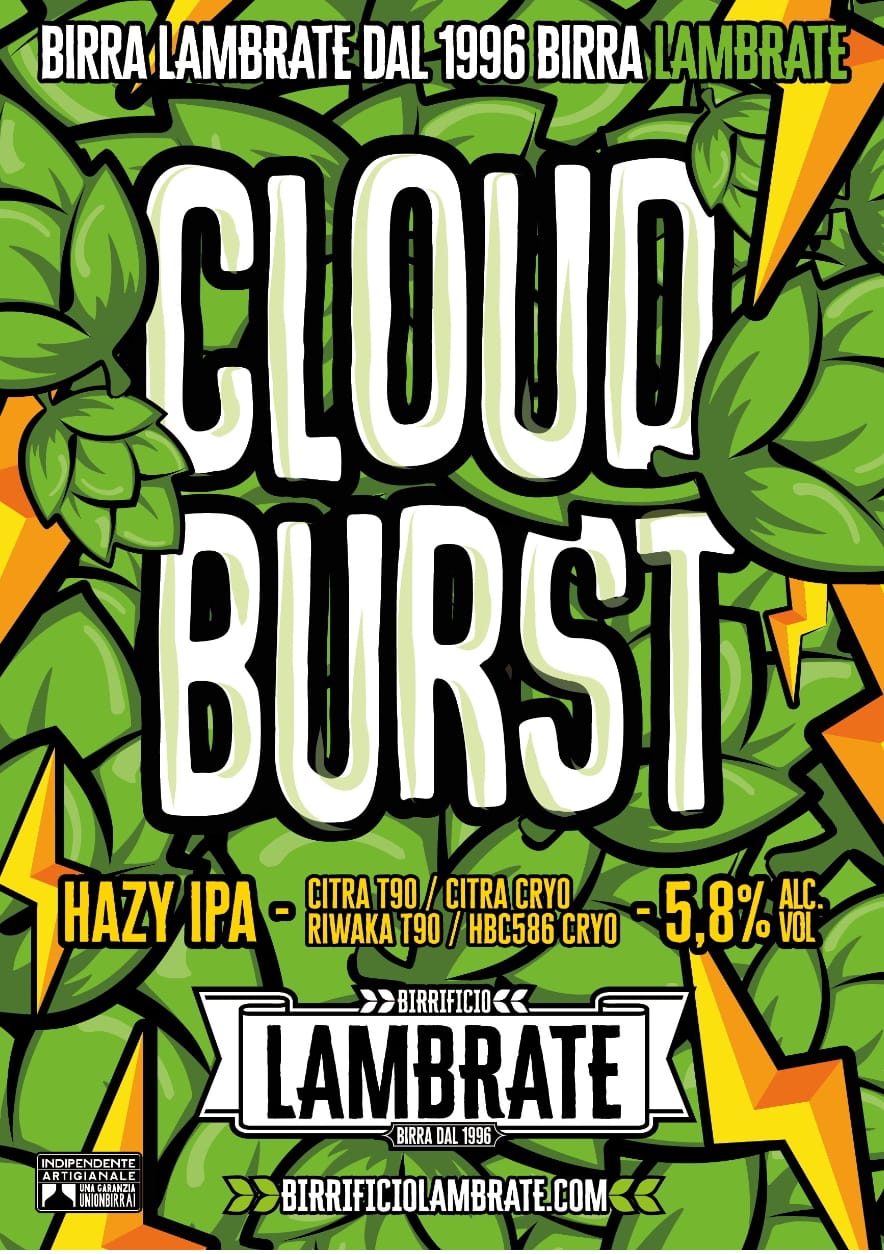 BIRRA LAMBRATE DAL 1996 BIRRA LAMBRATE
CLOUD
BURST
HAZY IPA - CITRA T90 / CITRA CRYO
RIWAKA T90 / HBC586 CRYO - 5,8% ALC.
VOL
BIRRIFICIO
LAMBRATE
BIRRA DAL 1996
INDIPENDENTE
ARTIGIANALE
UNA GARANZIA
UNIONBIRRAI
BIRRIFICIOLAMBRATE.COM